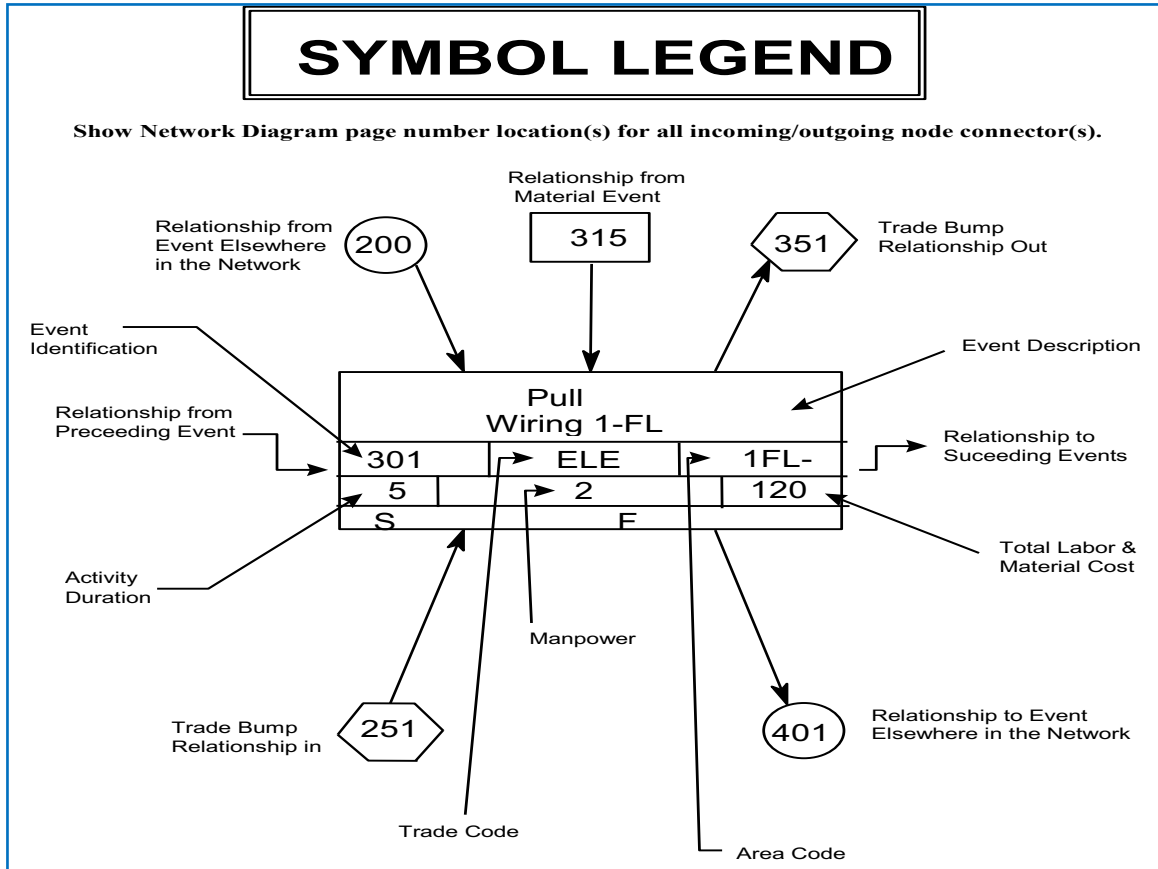 SYMBOL LEGEND
Show Network Diagram page number location(s) for all incoming/outgoing node connector(s).
Relationship from
Material Event
315
Relationship from
Event Elsewhere
in the Network
200
351
Trade Bump
Relationship Out
Event
Identification
Event Description
Pull
Wiring 1-FL
Relationship from
Preceeding Event
Relationship to
Suceeding Events
301 ELE 1FL-
5 2 120
S F
Activity
Duration
Total Labor &
Material Cost
Manpower
Trade Bump
Relationship in
251
401
Relationship to Event
Elsewhere in the Network
Trade Code
Area Code